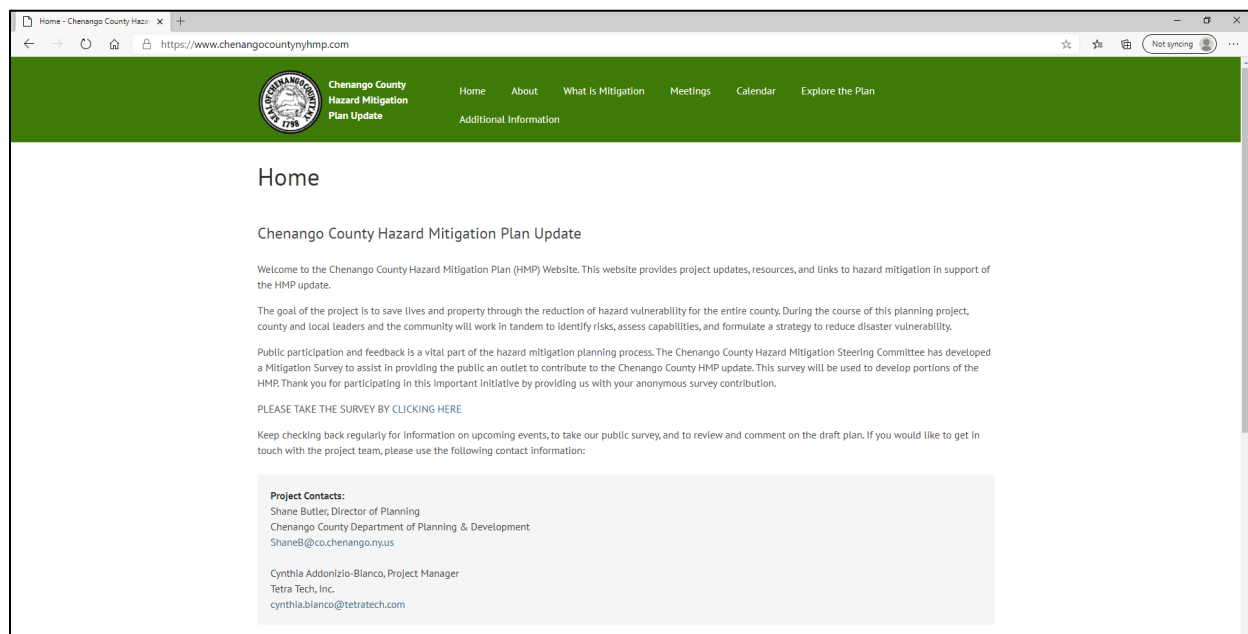 Home - Chenango County Hazar
https://www.chenangocountynyhmp.com
Not syncing
SEAL OF CHENANGO COUNTY, N.Y.
1798
Chenango County
Hazard Mitigation
Plan Update
Home About What is Mitigation Meetings Calendar Explore the Plan
Additional Information
Home
Chenango County Hazard Mitigation Plan Update
Welcome to the Chenango County Hazard Mitigation Plan (HMP) Website. This website provides project updates, resources, and links to hazard mitigation in support of
the HMP update.
The goal of the project is to save lives and property through the reduction of hazard vulnerability for the entire county. During the course of this planning project,
county and local leaders and the community will work in tandem to identify risks, assess capabilities, and formulate a strategy to reduce disaster vulnerability.
Public participation and feedback is a vital part of the hazard mitigation planning process. The Chenango County Hazard Mitigation Steering Committee has developed
a Mitigation Survey to assist in providing the public an outlet to contribute to the Chenango County HMP update. This survey will be used to develop portions of the
HMP. Thank you for participating in this important initiative by providing us with your anonymous survey contribution.
PLEASE TAKE THE SURVEY BY CLICKING HERE
Keep checking back regularly for information on upcoming events, to take our public survey, and to review and comment on the draft plan. If you would like to get in
touch with the project team, please use the following contact information:
Project Contacts:
Shane Butler, Director of Planning
Chenango County Department of Planning & Development
ShaneB@co.chenango.ny.us
Cynthia Addonizio-Bianco, Project Manager
Tetra Tech, Inc.
cynthia.bianco@tetratech.com